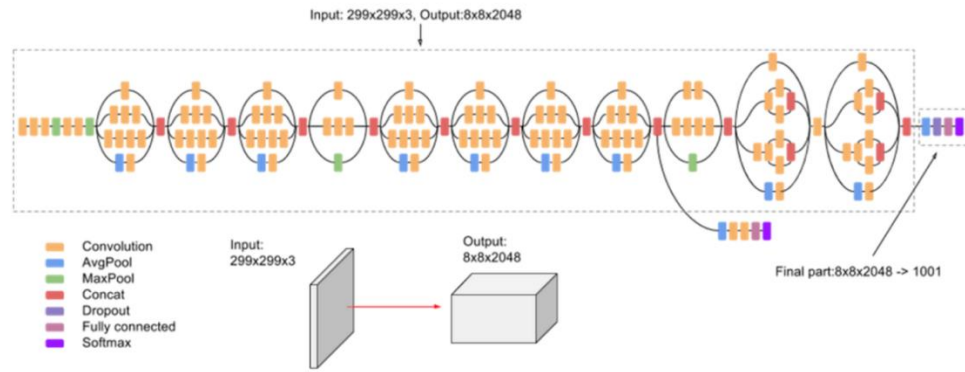 Input: 299x299x3, Output:8x8x2048
Convolution
AvgPool
MaxPool
Concat
Dropout
Fully connected
Softmax
Input:
299x299x3
Output:
8x8x2048
Final part:8x8x2048 -> 1001